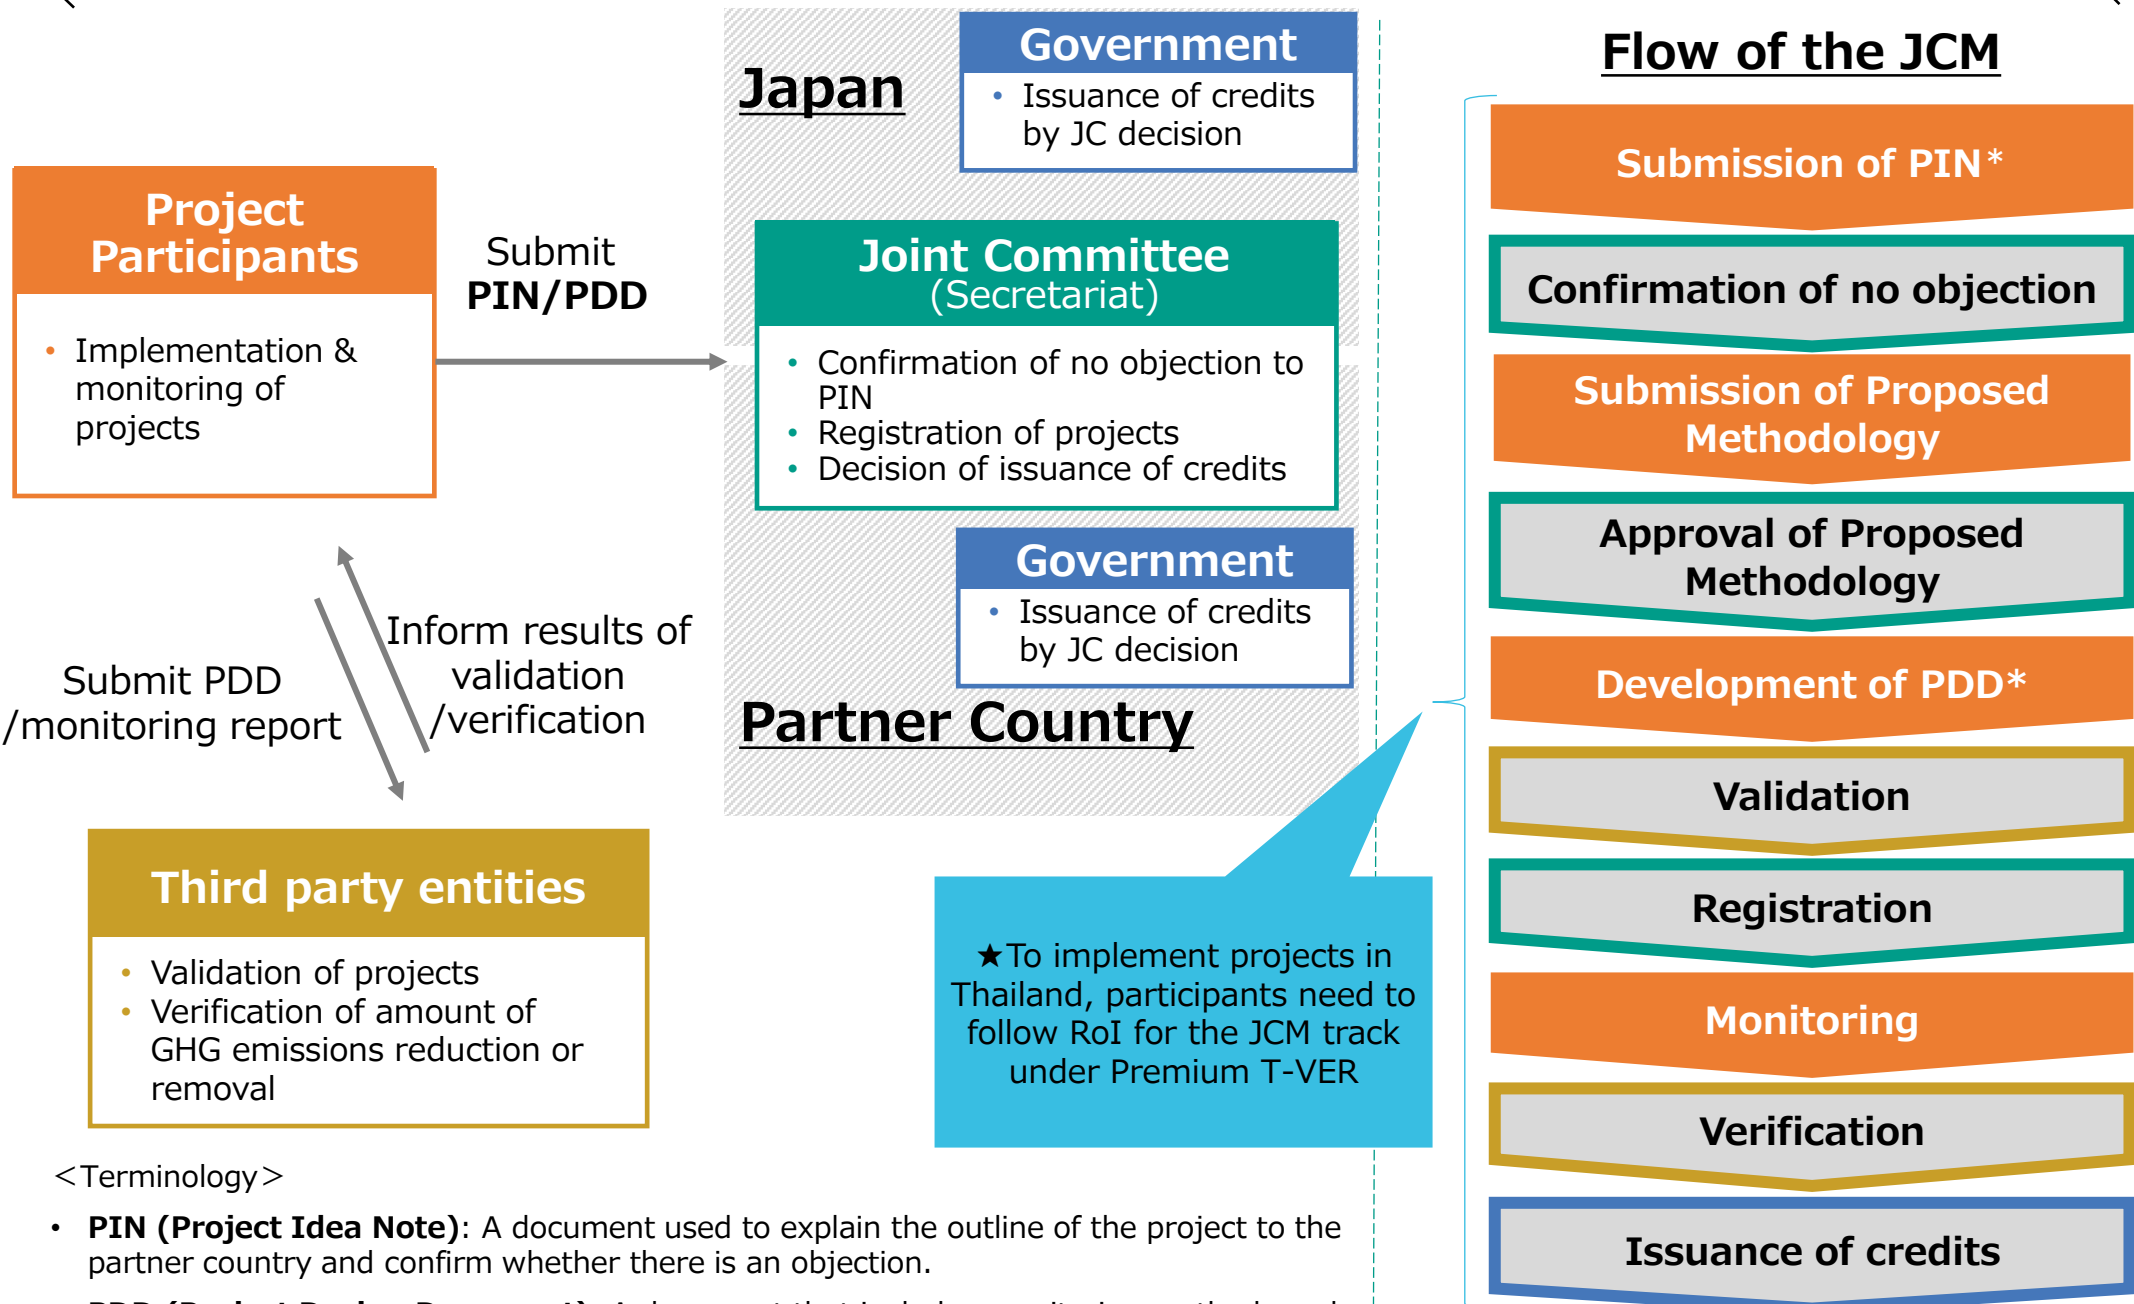 Japan
Government
• Issuance of credits
by JC decision
Project
Participants
• Implementation &
monitoring of
projects
Submit
PIN/PDD
Joint Committee
(Secretariat)
• Confirmation of no objection to
PIN
• Registration of projects
• Decision of issuance of credits
Government
• Issuance of credits
by JC decision
Partner Country
Submit PDD
/monitoring report
Inform results of
validation
/verification
Third party entities
• Validation of projects
• Verification of amount of
GHG emissions reduction or
removal
★To implement projects in
Thailand, participants need to
follow RoI for the JCM track
under Premium T-VER
<Terminology>
• PIN (Project Idea Note): A document used to explain the outline of the project to the
partner country and confirm whether there is an objection.
Flow of the JCM
Submission of PIN*
Confirmation of no objection
Submission of Proposed
Methodology
Approval of Proposed
Methodology
Development of PDD*
Validation
Registration
Monitoring
Verification
Issuance of credits